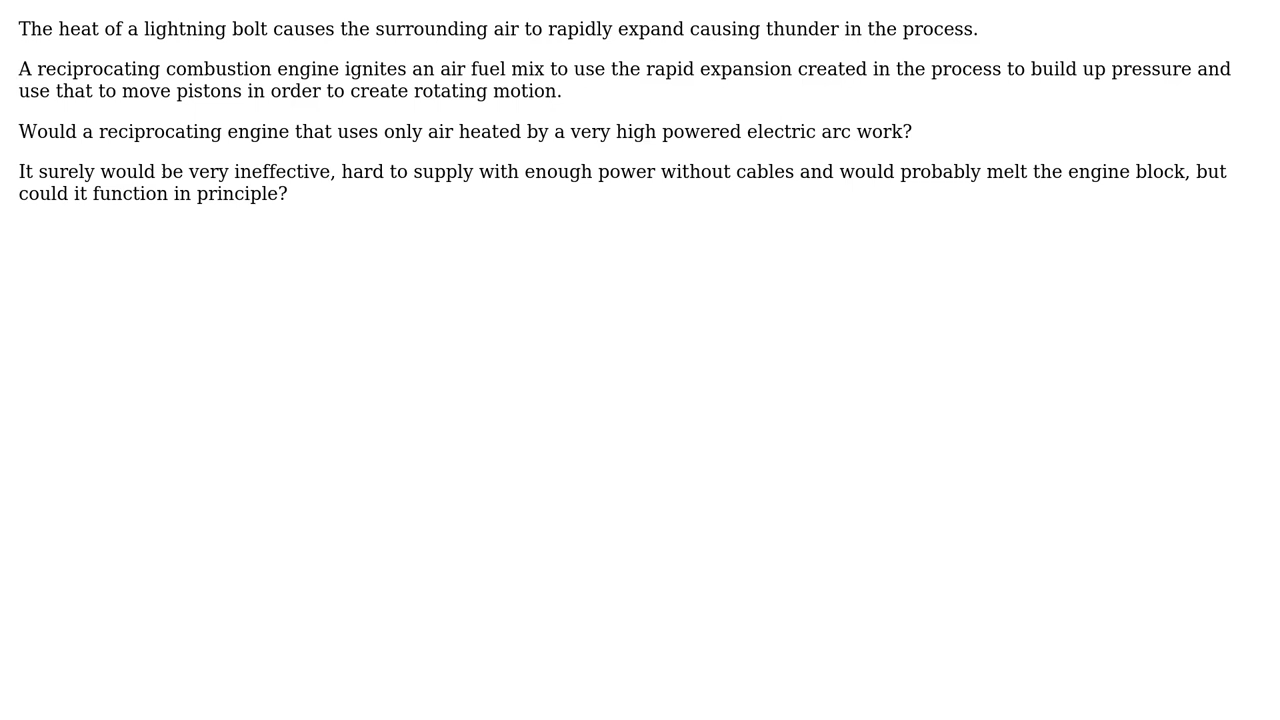 The heat of a lightning bolt causes the surrounding air to rapidly expand causing thunder in the process.
A reciprocating combustion engine ignites an air fuel mix to use the rapid expansion created in the process to build up pressure and
use that to move pistons in order to create rotating motion.
Would a reciprocating engine that uses only air heated by a very high powered electric arc work?
It surely would be very ineffective, hard to supply with enough power without cables and would probably melt the engine block, but
could it function in principle?